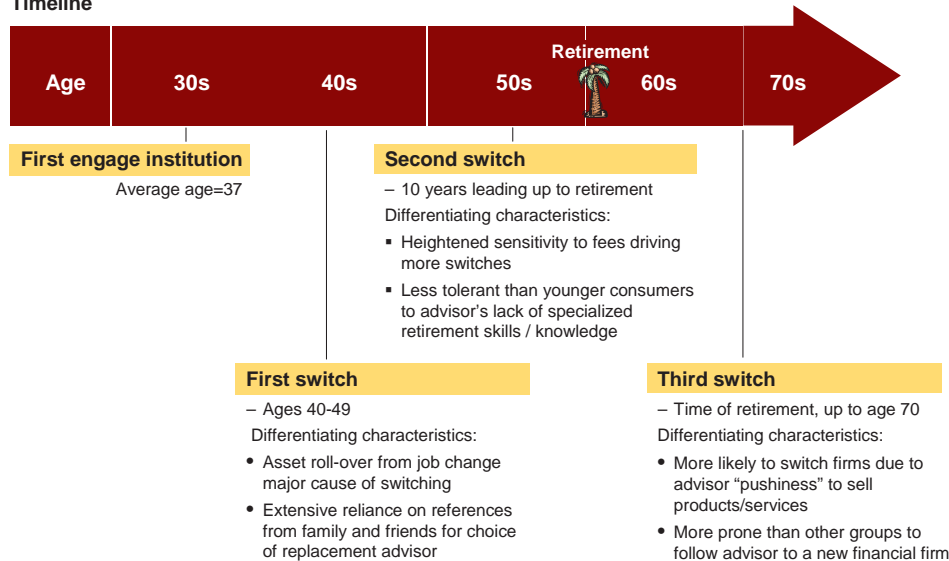 Timeline
Retirement
Age 30s 40s 50s 60s 70s
First engage institution
Average age=37
Second switch
– 10 years leading up to retirement
Differentiating characteristics:
▪ Heightened sensitivity to fees driving
more switches
▪ Less tolerant than younger consumers
to advisor's lack of specialized
retirement skills / knowledge
First switch
– Ages 40-49
Differentiating characteristics:
• Asset roll-over from job change
major cause of switching
• Extensive reliance on references
from family and friends for choice
of replacement advisor
Third switch
– Time of retirement, up to age 70
Differentiating characteristics:
• More likely to switch firms due to
advisor “pushiness” to sell
products/services
• More prone than other groups to
follow advisor to a new financial firm